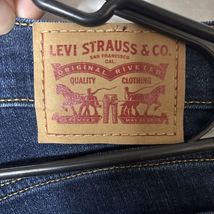 LEVI STRAUSS & CO.
SAN FRANCISCO
CAL.
ORIGINAL RIVETED
QUALITY CLOTHING